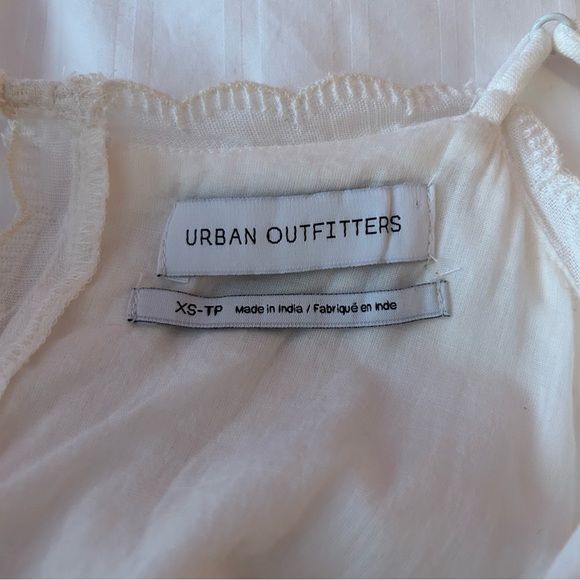 URBAN OUTFITTERS
XS-TP Made in India / Fabriqué en Inde